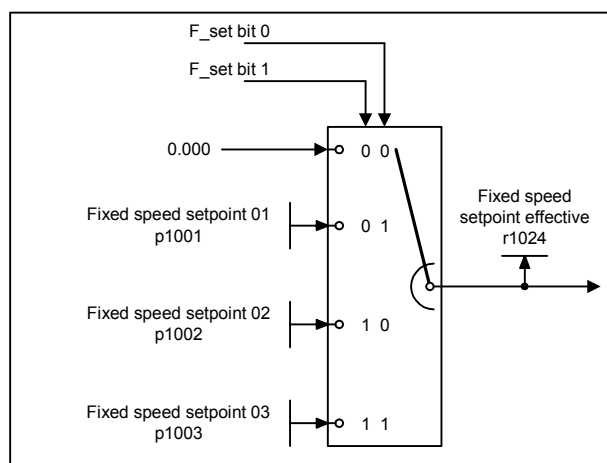 F_set bit 0
F_set bit 1
0.000
0 0
Fixed speed
setpoint effective
r1024
Fixed speed setpoint 01
p1001
0 1
Fixed speed setpoint 02
p1002
1 0
Fixed speed setpoint 03
p1003
1 1